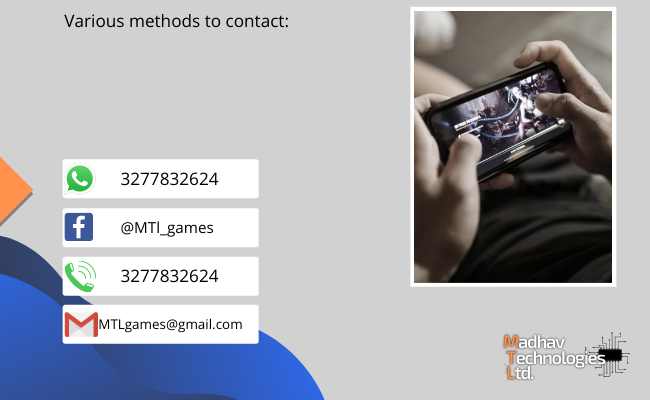 Various methods to contact:
3277832624
@MTl_games
3277832624
MTLgames@gmail.com
Madhav
Technologies
Ltd.